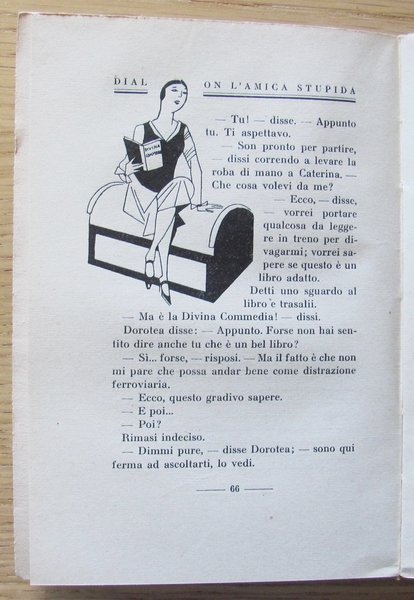 DIAL ON L'AMICA STUPIDA
DIVINA
COMMEDIA
— Tu! — disse. — Appunto
tu. Ti aspettavo.
— Son pronto per partire,
— dissi correndo a levare la
roba di mano a Caterina. —
Che cosa volevi da me?
— Ecco, — disse,
— vorrei portare
qualcosa da legge-
re in treno per di-
vagarmi; vorrei sa-
pere se questo è un
libro adatto.
Detti uno sguardo al
libro e trasalii.
— Ma è la Divina Commedia! — dissi.
Dorotea disse: — Appunto. Forse non hai sen-
tito dire anche tu che è un bel libro?
— Sì... forse, — risposi. — Ma il fatto è che non
mi pare che possa andar bene come distrazione
ferroviaria.
— Ecco, questo gradivo sapere.
— E poi...
— Poi?
Rimasi indeciso.
— Dimmi pure, — disse Dorotea; — sono qui
ferma ad ascoltarti, lo vedi.
— 66 —